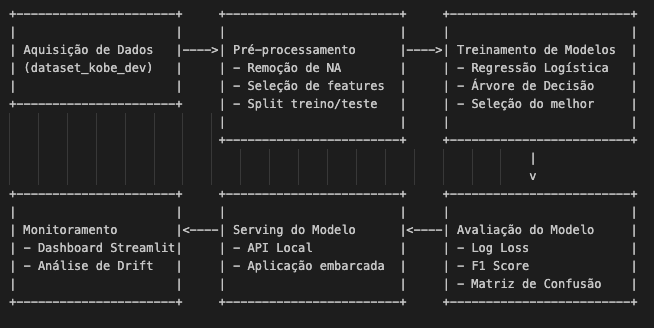 Aquisição de Dados
(dataset_kobe_dev)
Pré-processamento
- Remoção de NA
- Seleção de features
- Split treino/teste
Treinamento de Modelos
- Regressão Logística
- Árvore de Decisão
- Seleção do melhor
Avaliação do Modelo
- Log Loss
- F1 Score
- Matriz de Confusão
Serving do Modelo
- API Local
- Aplicação embarcada
Monitoramento
- Dashboard Streamlit
- Análise de Drift